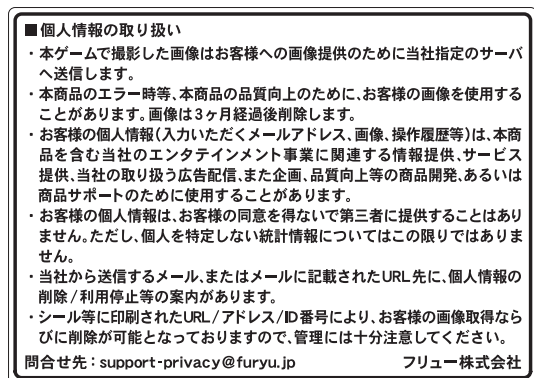 ■個人情報の取り扱い
・本ゲームで撮影した画像はお客様への画像提供のために当社指定のサーバ
へ送信します。
・本商品のエラー時等、本商品の品質向上のために、お客様の画像を使用する
ことがあります。画像は3ヶ月経過後削除します。
・お客様の個人情報(入力いただくメールアドレス、画像、操作履歴等)は、本商
品を含む当社のエンタテインメント事業に関連する情報提供、サービス
提供、当社の取り扱う広告配信、また企画、品質向上等の商品開発、あるいは
商品サポートのために使用することがあります。
・お客様の個人情報は、お客様の同意を得ないで第三者に提供することはあり
ません。ただし、個人を特定しない統計情報についてはこの限りではありま
せん。
・当社から送信するメール、またはメールに記載されたURL先に、個人情報の
削除/利用停止等の案内があります。
・シール等に印刷されたURL/アドレス/ID番号により、お客様の画像取得なら
びに削除が可能となっておりますので、管理には十分注意してください。
問合せ先:support-privacy@furyu.jp フリュー株式会社